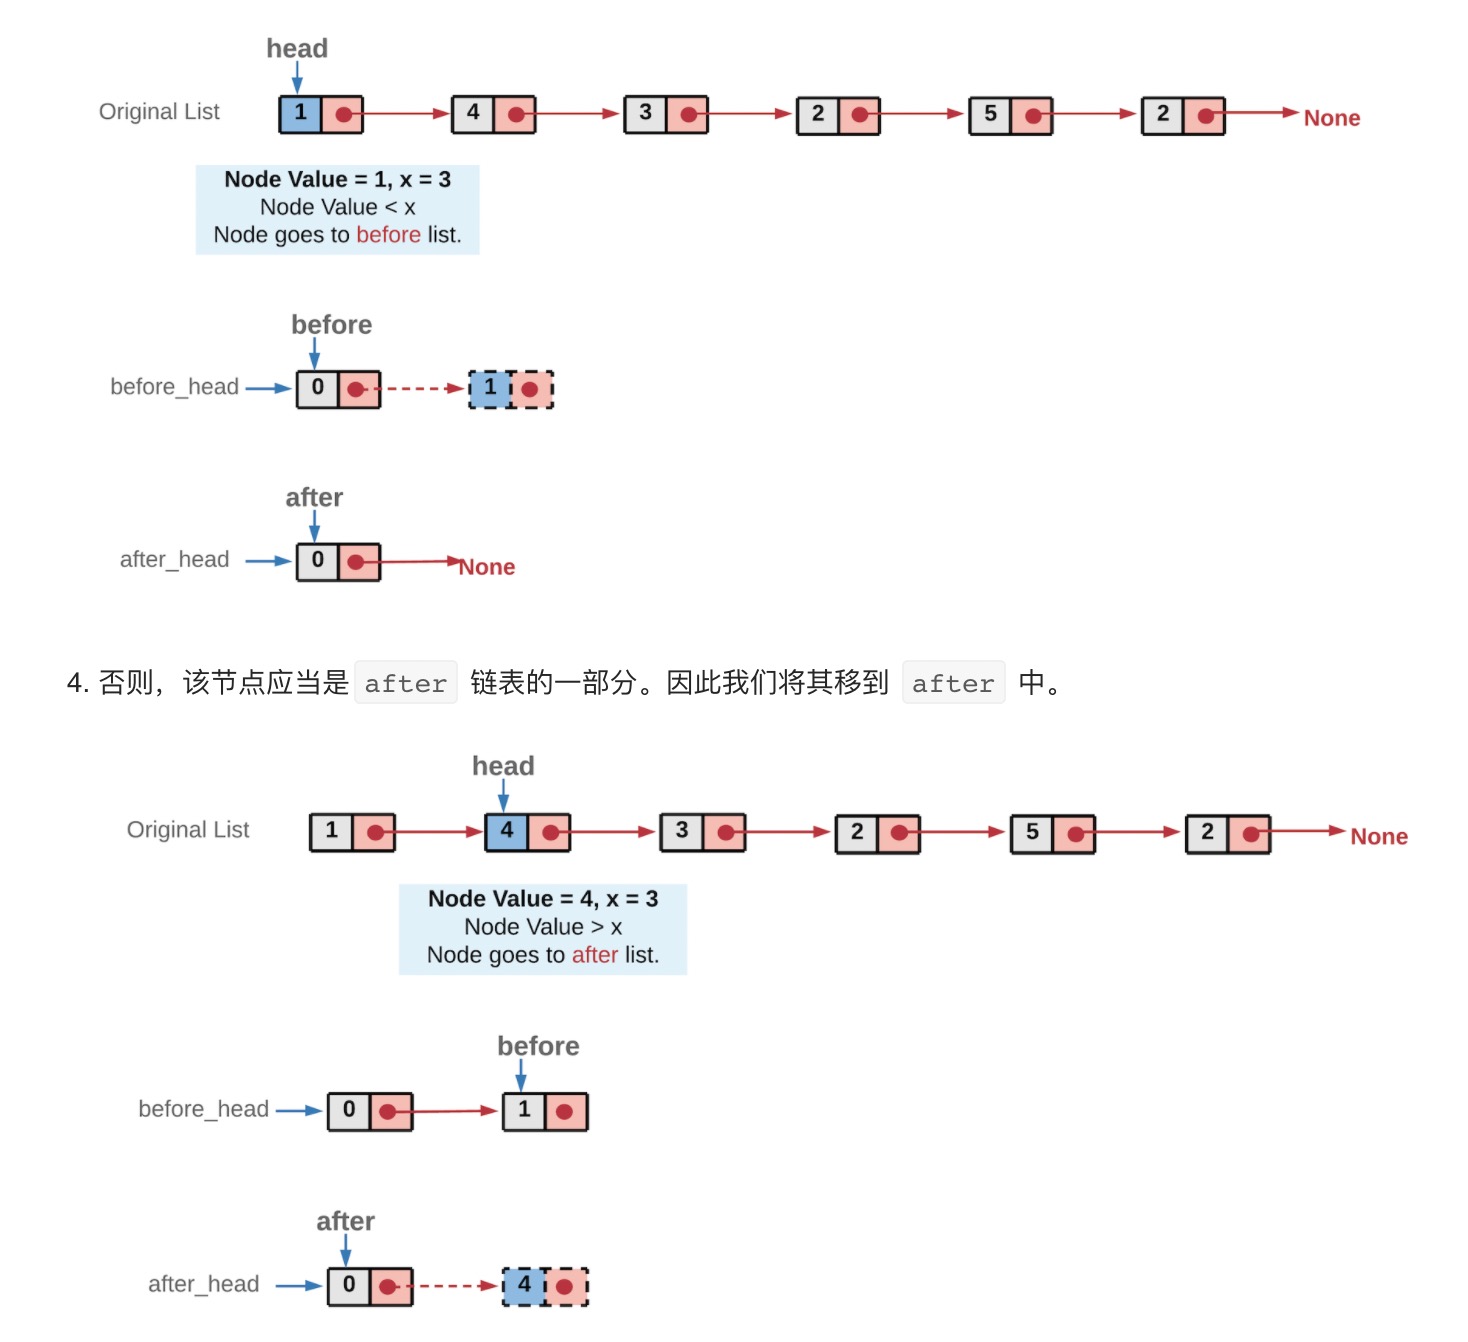 head
Original List 1 4 3 2 5 2 None
Node Value = 1, x = 3
Node Value < x
Node goes to before list.
before
before_head 0 1
after
after_head 0 None
4. 否则，该节点应当是 after 链表的一部分。因此我们将其移到 after 中。
head
Original List 1 4 3 2 5 2 None
Node Value = 4, x = 3
Node Value > x
Node goes to after list.
before
before_head 0 1
after
after_head 0 4